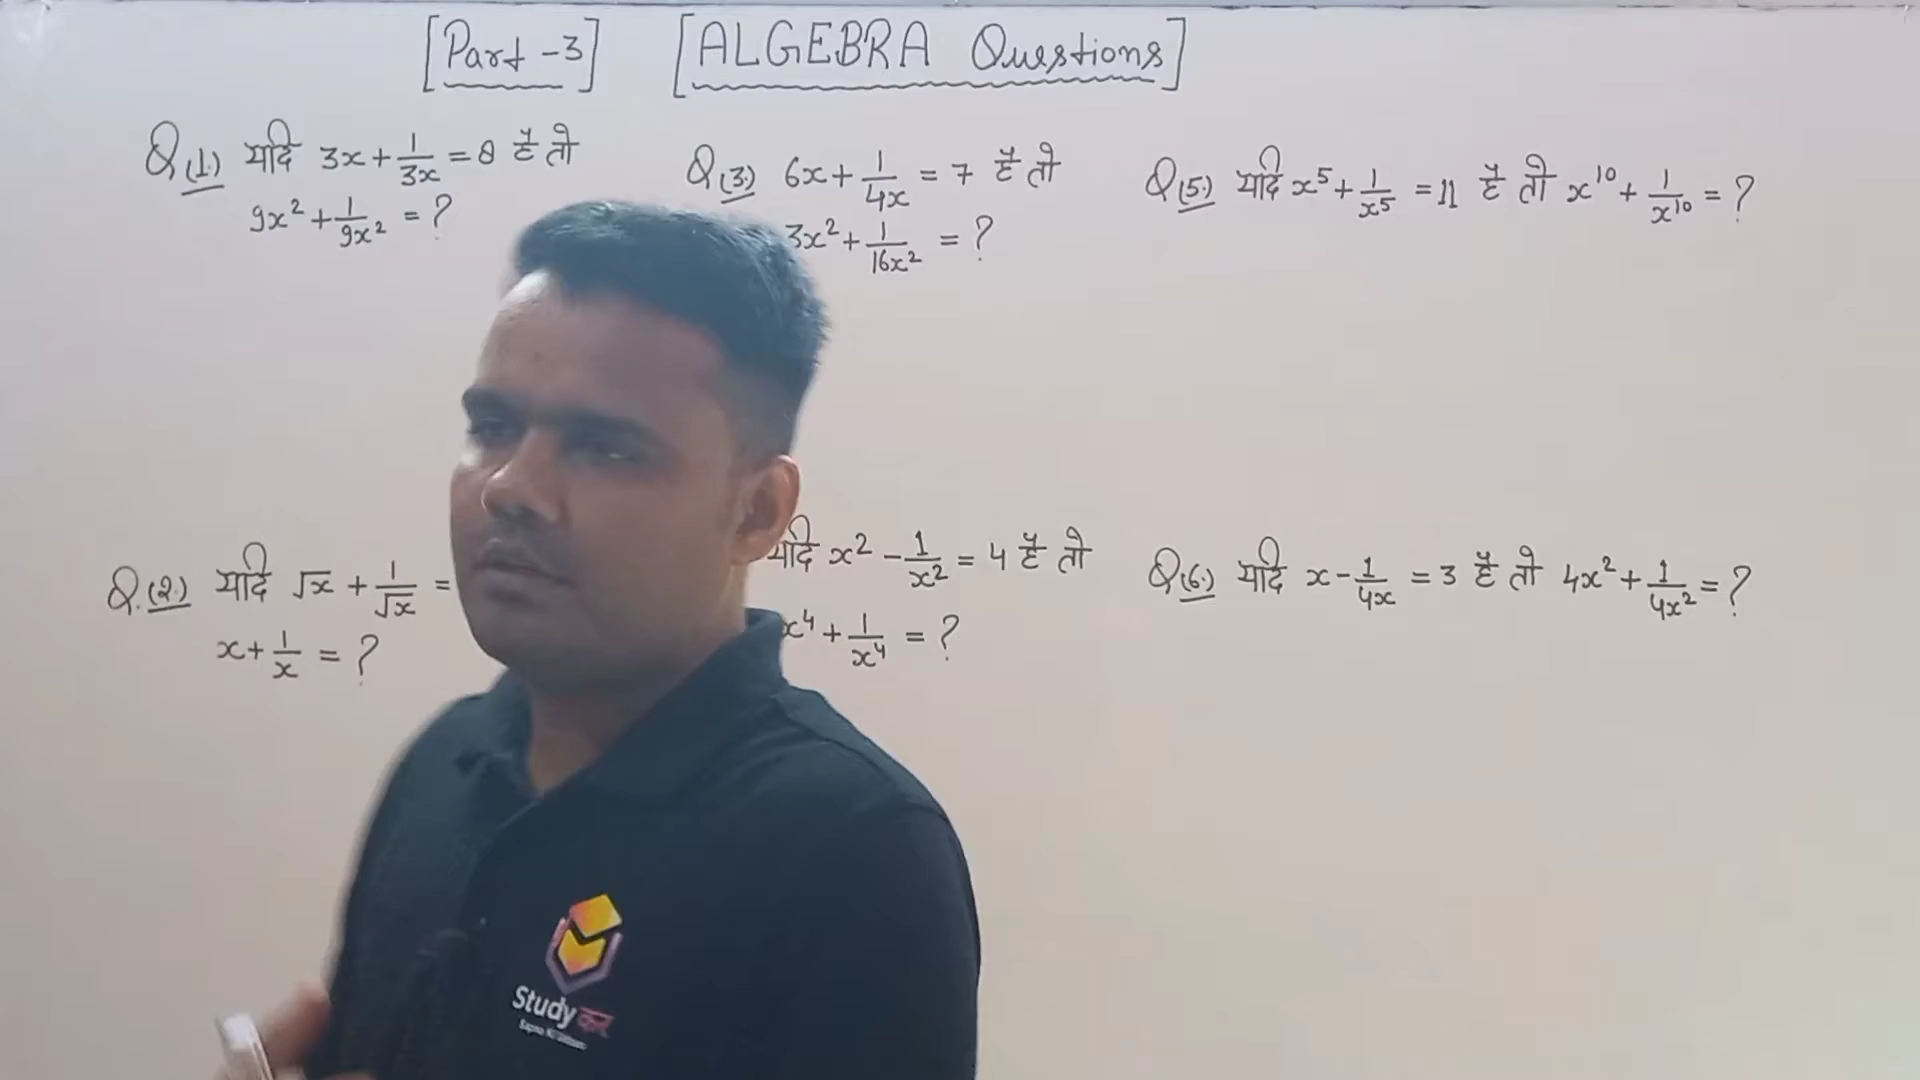 [Part-3] [ALGEBRA Questions]
Q.(1.) यदि 3x + 1/3x = 8 है तो
9x² + 1/9x² = ?
Q.(3.) 6x + 1/4x = 7 है तो
3x² + 1/16x² = ?
Q.(5.) यदि x⁵ + 1/x⁵ = 11 है तो x¹⁰ + 1/x¹⁰ = ?
Q.(2.) यदि √x + 1/√x =
x + 1/x = ?
यदि x² - 1/x² = 4 है तो
x⁴ + 1/x⁴ = ?
Q.(6.) यदि x - 1/4x = 3 है तो 4x² + 1/4x² = ?
Study कर